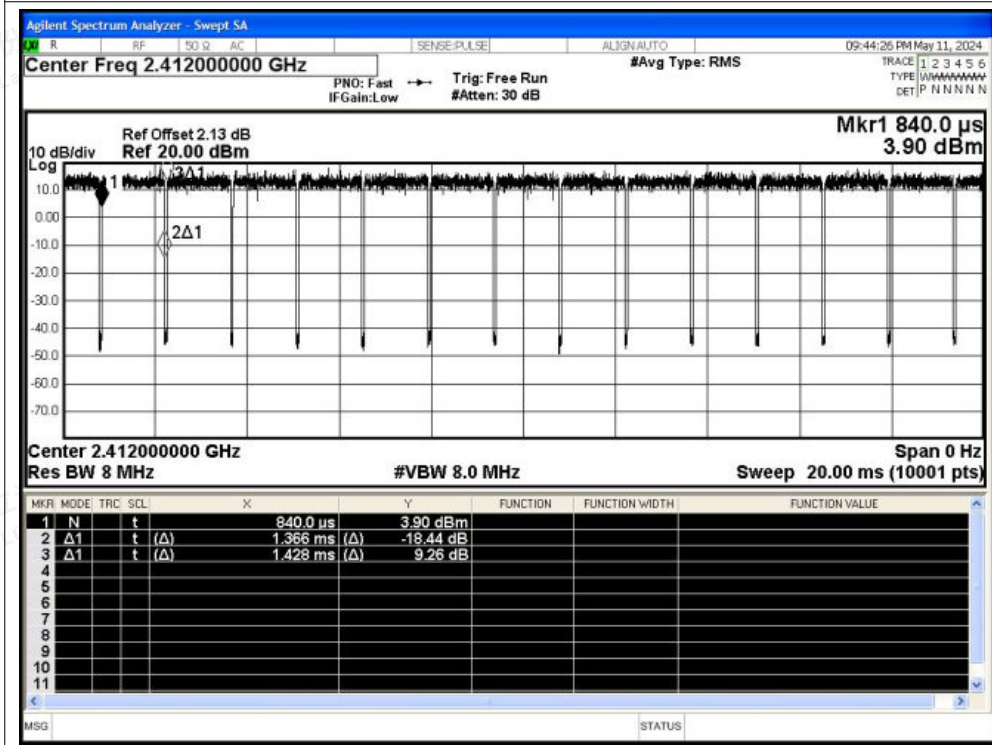 Agilent Spectrum Analyzer - Swept SA
LXI R RF 50 Ω AC SENSE:PULSE ALIGN AUTO 09:44:26 PM May 11, 2024
Center Freq 2.412000000 GHz
PNO: Fast
IFGain:Low
Trig: Free Run
#Atten: 30 dB
#Avg Type: RMS
TRACE 1 2 3 4 5 6
TYPE
DET P N N N N N
Mkr1 840.0 µs
3.90 dBm
Ref Offset 2.13 dB
10 dB/div Ref 20.00 dBm
Log
10.0
0.00
-10.0
-20.0
-30.0
-40.0
-50.0
-60.0
-70.0
1
3Δ1
2Δ1
Center 2.412000000 GHz Span 0 Hz
Res BW 8 MHz #VBW 8.0 MHz Sweep 20.00 ms (10001 pts)
MKR MODE TRC SCL X Y FUNCTION FUNCTION WIDTH FUNCTION VALUE
1 N t 840.0 µs 3.90 dBm
2 Δ1 t (Δ) 1.366 ms (Δ) -18.44 dB
3 Δ1 t (Δ) 1.428 ms (Δ) 9.26 dB
4
5
6
7
8
9
10
11
MSG STATUS